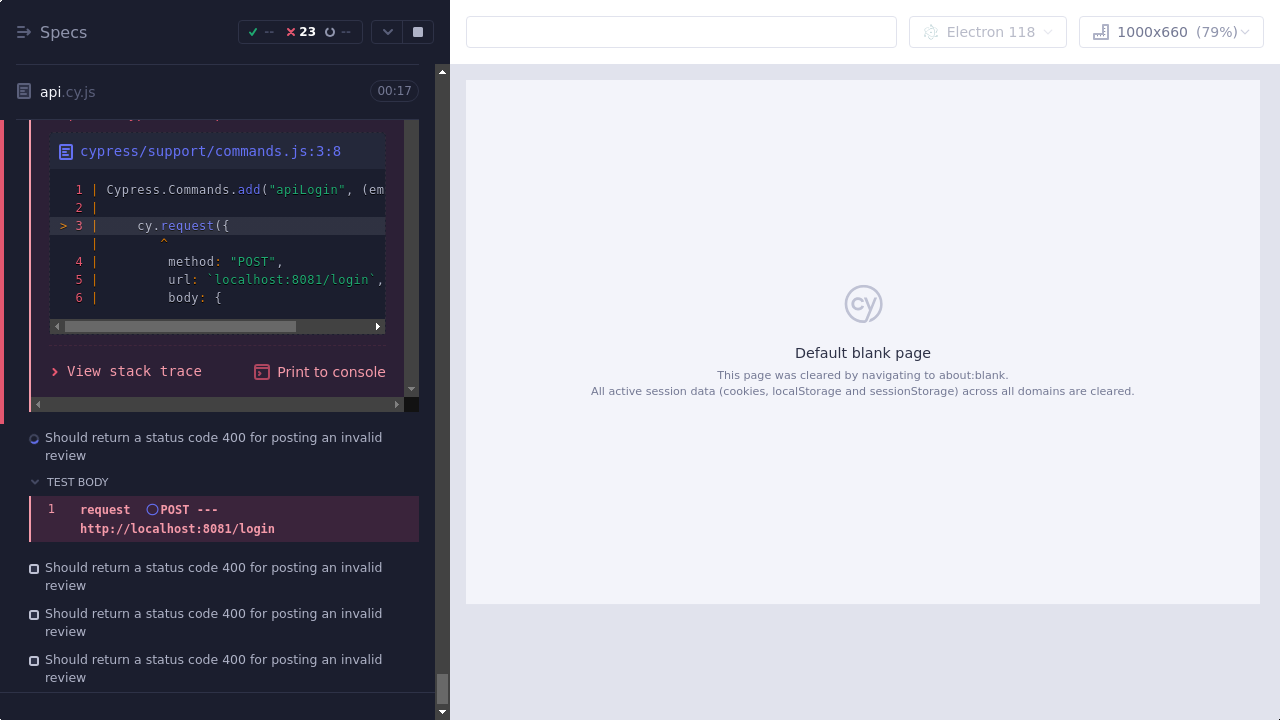 Specs
-- 23 --
Electron 118
1000x660 (79%)
api.cy.js
00:17
cypress/support/commands.js:3:8
1 | Cypress.Commands.add("apiLogin", (em
2 |
> 3 |     cy.request({
|        ^
4 |         method: "POST",
5 |         url: `localhost:8081/login`,
6 |         body: {
View stack trace
Print to console
Should return a status code 400 for posting an invalid
review
TEST BODY
1 request POST ---
http://localhost:8081/login
Should return a status code 400 for posting an invalid
review
Should return a status code 400 for posting an invalid
review
Should return a status code 400 for posting an invalid
review
cy
Default blank page
This page was cleared by navigating to about:blank.
All active session data (cookies, localStorage and sessionStorage) across all domains are cleared.